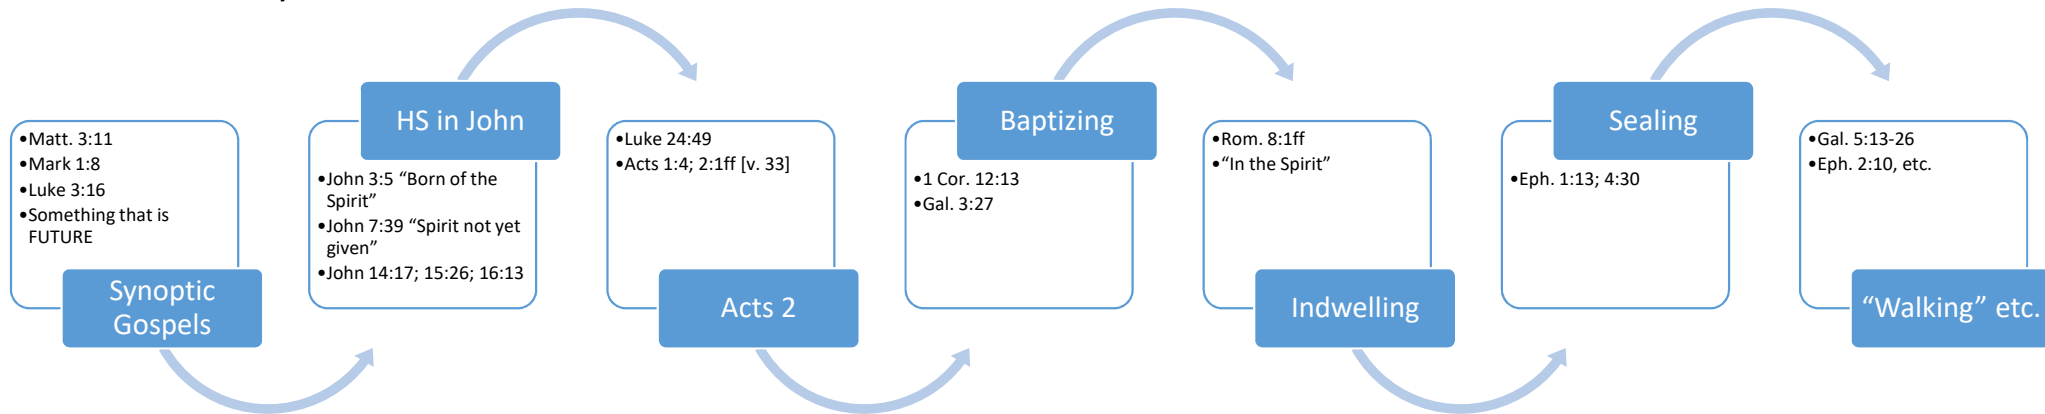 •Matt. 3:11
•Mark 1:8
•Luke 3:16
•Something that is
FUTURE
Synoptic
Gospels
HS in John
•John 3:5 “Born of the
Spirit”
•John 7:39 “Spirit not yet
given”
•John 14:17; 15:26; 16:13
•Luke 24:49
•Acts 1:4; 2:1ff [v. 33]
Acts 2
Baptizing
•1 Cor. 12:13
•Gal. 3:27
•Rom. 8:1ff
•“In the Spirit”
Indwelling
Sealing
•Eph. 1:13; 4:30
•Gal. 5:13-26
•Eph. 2:10, etc.
“Walking” etc.